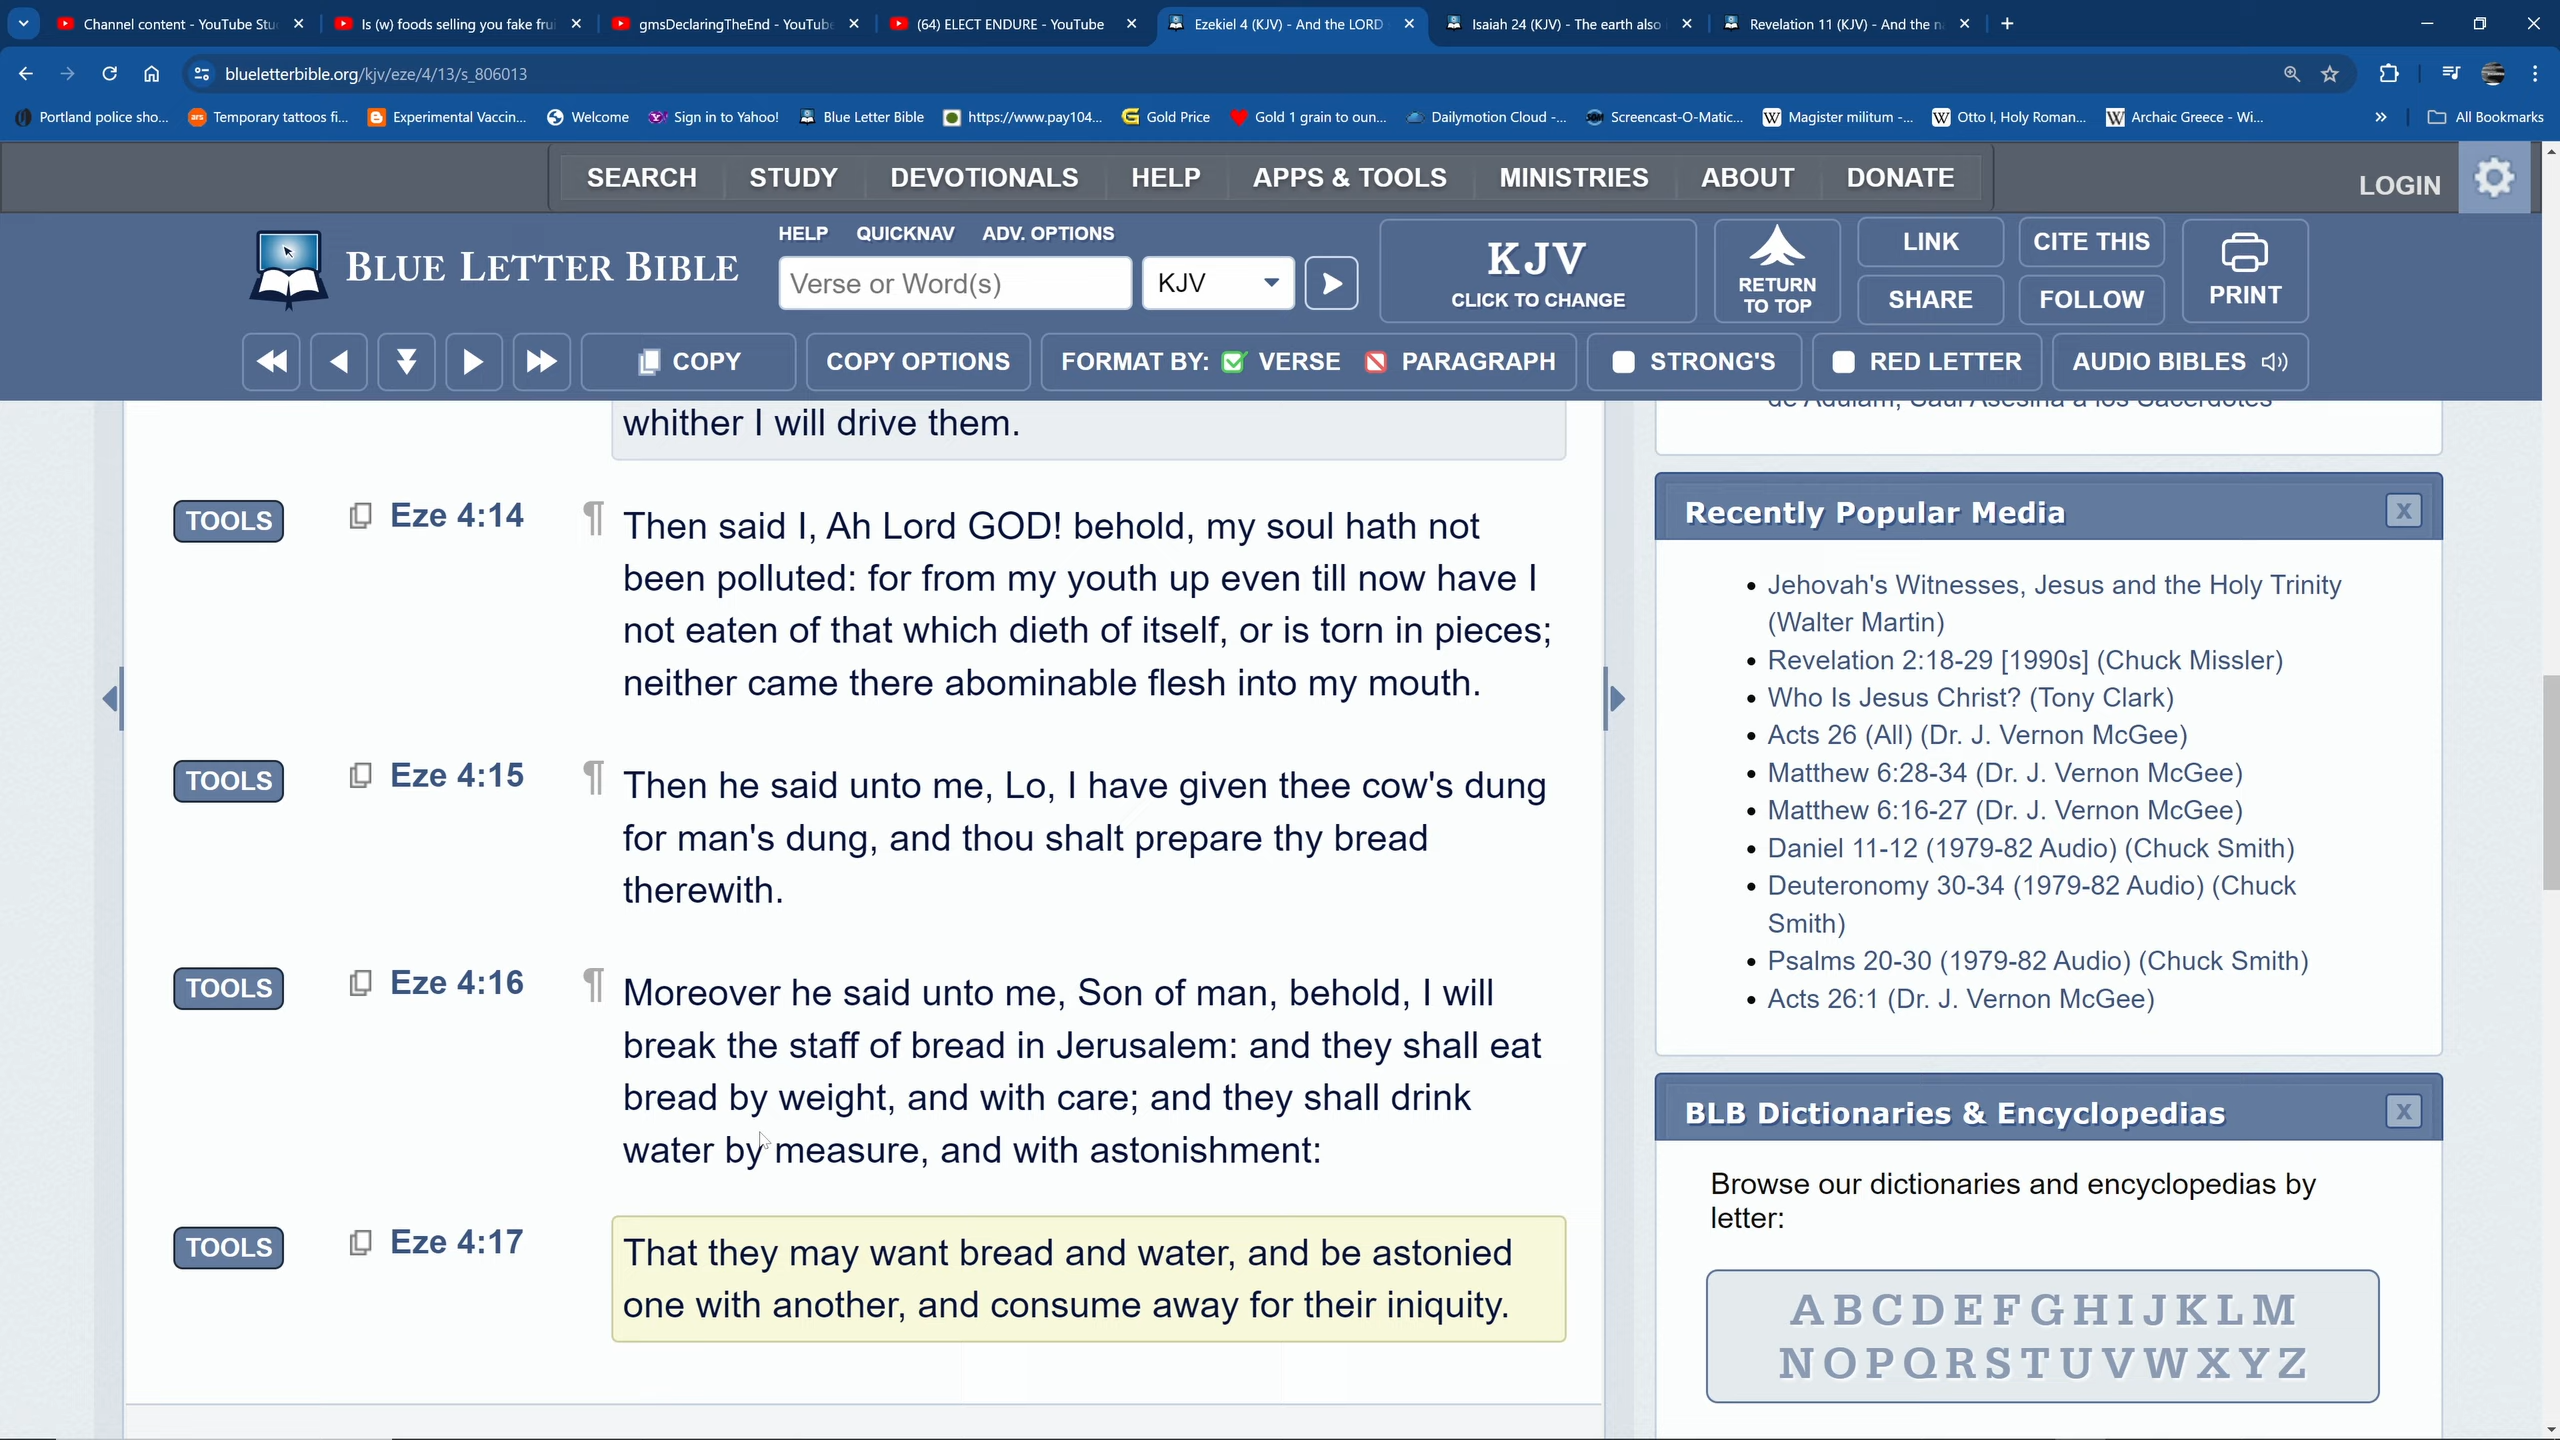 Channel content - YouTube Stu
Is (w) foods selling you fake fru
gmsDeclaringTheEnd - YouTube
(64) ELECT ENDURE - YouTube
Ezekiel 4 (KJV) - And the LORD
Isaiah 24 (KJV) - The earth also
Revelation 11 (KJV) - And the n
blueletterbible.org/kjv/eze/4/13/s_806013
Portland police sho...
Temporary tattoos fi...
Experimental Vaccin...
Welcome
Sign in to Yahoo!
Blue Letter Bible
https://www.pay104...
Gold Price
Gold 1 grain to oun...
Dailymotion Cloud -...
Screencast-O-Matic...
Magister militum -...
Otto I, Holy Roman...
Archaic Greece - Wi...
All Bookmarks
SEARCH
STUDY
DEVOTIONALS
HELP
APPS & TOOLS
MINISTRIES
ABOUT
DONATE
LOGIN
BLUE LETTER BIBLE
HELP
QUICKNAV
ADV. OPTIONS
Verse or Word(s)
KJV
KJV
CLICK TO CHANGE
RETURN
TO TOP
LINK
CITE THIS
SHARE
FOLLOW
PRINT
COPY
COPY OPTIONS
FORMAT BY: VERSE PARAGRAPH
STRONG'S
RED LETTER
AUDIO BIBLES
whither I will drive them.
TOOLS
Eze 4:14
¶ Then said I, Ah Lord GOD! behold, my soul hath not
been polluted: for from my youth up even till now have I
not eaten of that which dieth of itself, or is torn in pieces;
neither came there abominable flesh into my mouth.
TOOLS
Eze 4:15
¶ Then he said unto me, Lo, I have given thee cow's dung
for man's dung, and thou shalt prepare thy bread
therewith.
TOOLS
Eze 4:16
¶ Moreover he said unto me, Son of man, behold, I will
break the staff of bread in Jerusalem: and they shall eat
bread by weight, and with care; and they shall drink
water by measure, and with astonishment:
TOOLS
Eze 4:17
That they may want bread and water, and be astonied
one with another, and consume away for their iniquity.
de Adulam, Saúl Asesina a los Sacerdotes
Recently Popular Media
X
• Jehovah's Witnesses, Jesus and the Holy Trinity
(Walter Martin)
• Revelation 2:18-29 [1990s] (Chuck Missler)
• Who Is Jesus Christ? (Tony Clark)
• Acts 26 (All) (Dr. J. Vernon McGee)
• Matthew 6:28-34 (Dr. J. Vernon McGee)
• Matthew 6:16-27 (Dr. J. Vernon McGee)
• Daniel 11-12 (1979-82 Audio) (Chuck Smith)
• Deuteronomy 30-34 (1979-82 Audio) (Chuck
Smith)
• Psalms 20-30 (1979-82 Audio) (Chuck Smith)
• Acts 26:1 (Dr. J. Vernon McGee)
BLB Dictionaries & Encyclopedias
X
Browse our dictionaries and encyclopedias by
letter:
A B C D E F G H I J K L M
N O P Q R S T U V W X Y Z